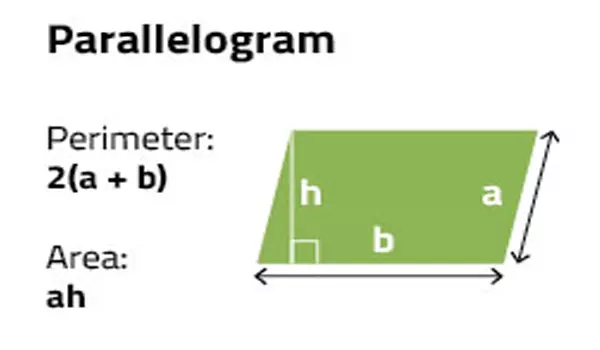 Parallelogram
Perimeter:
2(a + b)
h
a
b
Area:
ah